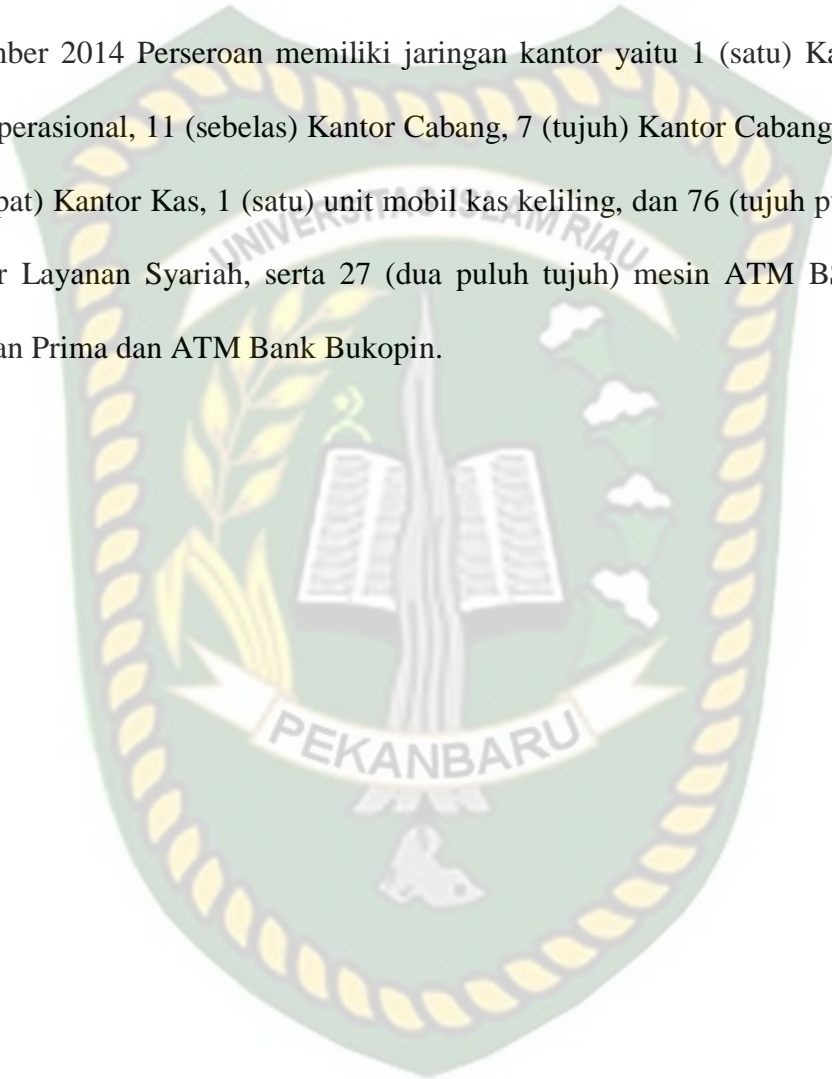 mber 2014 Perseroan memiliki jaringan kantor yaitu 1 (satu) Ka
perasional, 11 (sebelas) Kantor Cabang, 7 (tujuh) Kantor Cabang
pat) Kantor Kas, 1 (satu) unit mobil kas keliling, dan 76 (tujuh pu
r Layanan Syariah, serta 27 (dua puluh tujuh) mesin ATM BS
an Prima dan ATM Bank Bukopin.
UNIVERSITAS ISLAM RIAU
PEKANBARU